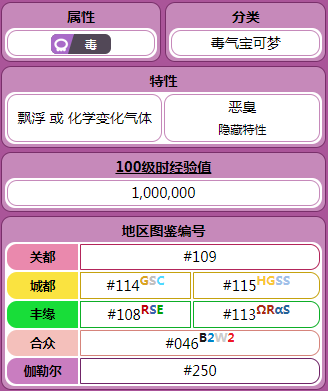 属性 分类
毒 毒气宝可梦
特性
飘浮 或 化学变化气体 恶臭
隐藏特性
100级时经验值
1,000,000
地区图鉴编号
关都 #109
城都 #114GSC #115HGSS
丰缘 #108RSE #113ΩRαS
合众 #046B2W2
伽勒尔 #250